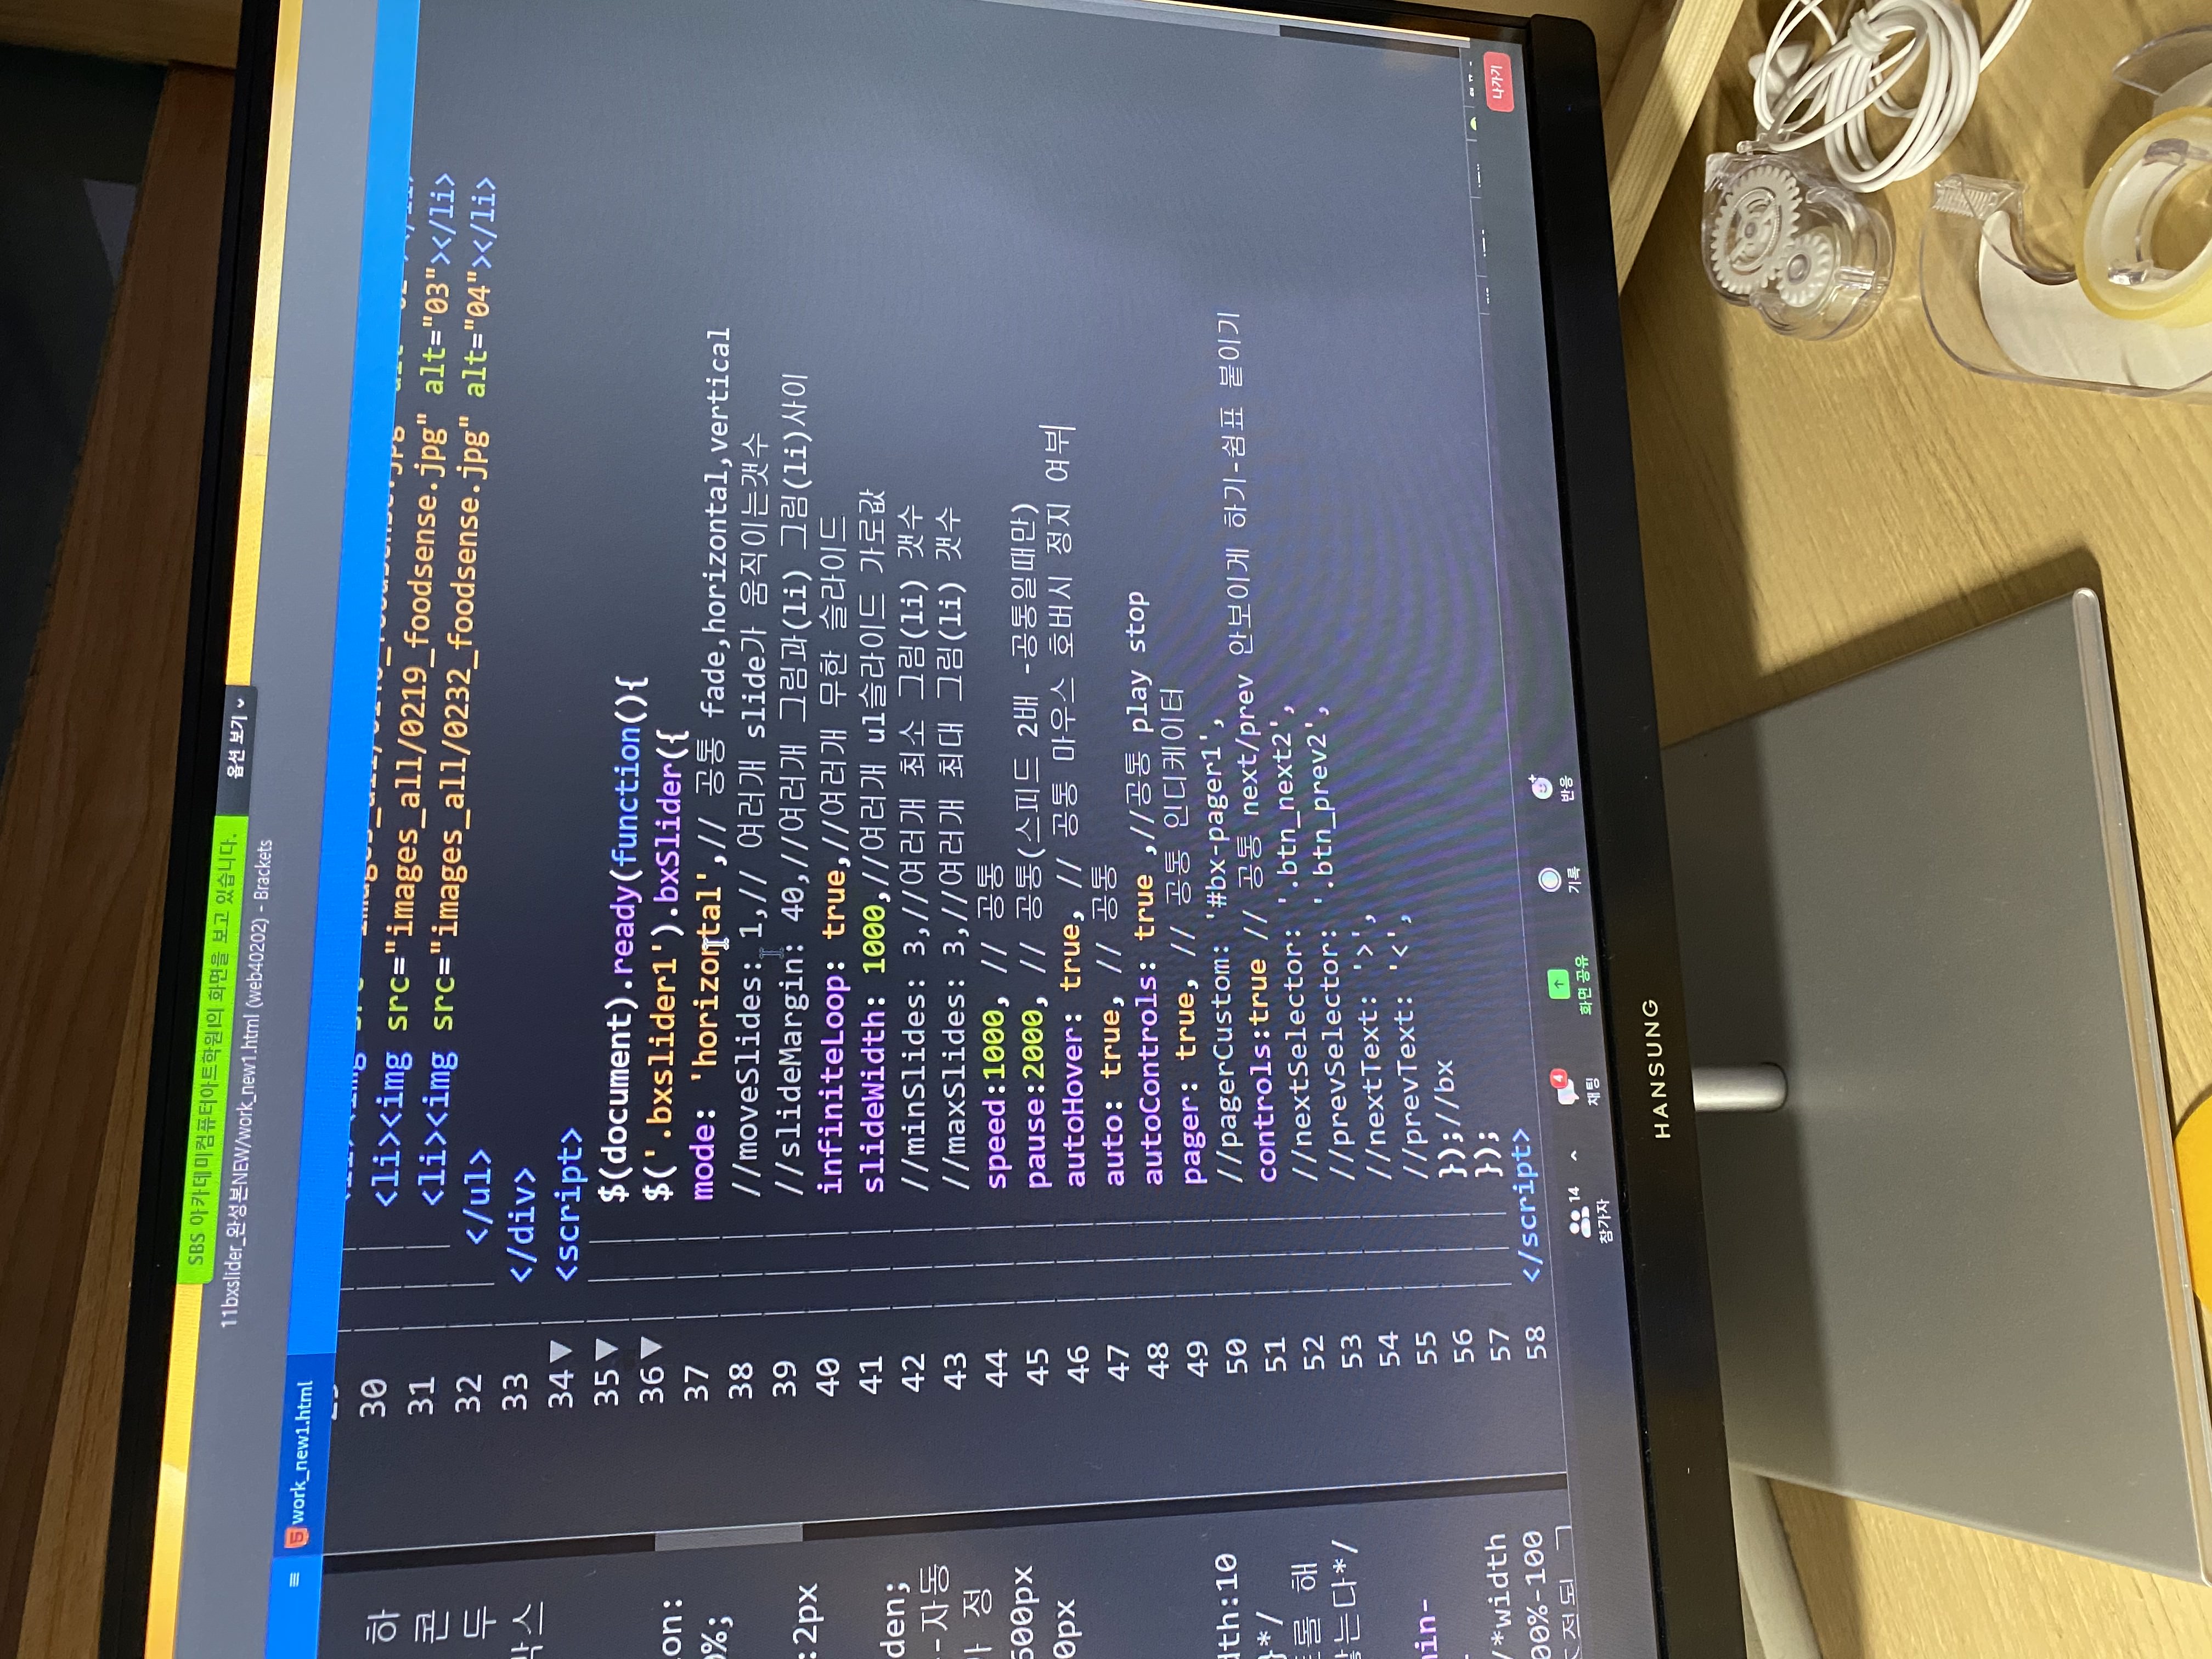 SBS 아카데미컴퓨터아트학원의 화면을 보고 있습니다.
옵션 보기
11bxslider_완성본NEW/work_new1.html (web40202) - Brackets
work_new1.html
하
콘
두
박스
on:
%;
:2px
den;
--자동
정
600px
0px
dth:10
}*/
해
않는다*/
min-
/*width
00%-100
29
30 <li><img src="images_all/0219_foodsense.jpg" alt="03"></li>
31 <li><img src="images_all/0232_foodsense.jpg" alt="04"></li>
32 </ul>
33 </div>
34 <script>
35 $(document).ready(function(){
36 $('.bxslider1').bxSlider({
37 mode: 'horizontal',// 공통 fade,horizontal,vertical
38 //moveSlides: 1,// 여러개 slide가 움직이는갯수
39 //slideMargin: 40,//여러개 그림과(li) 그림(li)사이
40 infiniteLoop: true,//여러개 무한 슬라이드
41 slideWidth: 1000,//여러개 ul슬라이드 가로값
42 //minSlides: 3,//여러개 최소 그림(li) 갯수
43 //maxSlides: 3,//여러개 최대 그림(li) 갯수
44 speed:1000, // 공통
45 pause:2000, // 공통(스피드 2배 -공통일때만)
46 autoHover: true, // 공통 마우스 호버시 정지 여부
47 auto: true, // 공통
48 autoControls: true ,//공통 play stop
49 pager: true, // 공통 인디케이터
50 //pagerCustom: '#bx-pager1',
51 controls:true // 공통 next/prev 안보이게 하기-쉼표 붙이기
52 //nextSelector: '.btn_next2',
53 //prevSelector: '.btn_prev2',
54 //nextText: '>',
55 //prevText: '<',
56 });//bx
57 });
58 </script>
14
참가자
4
채팅
화면 공유
기록
반응
나가기
HANSUNG